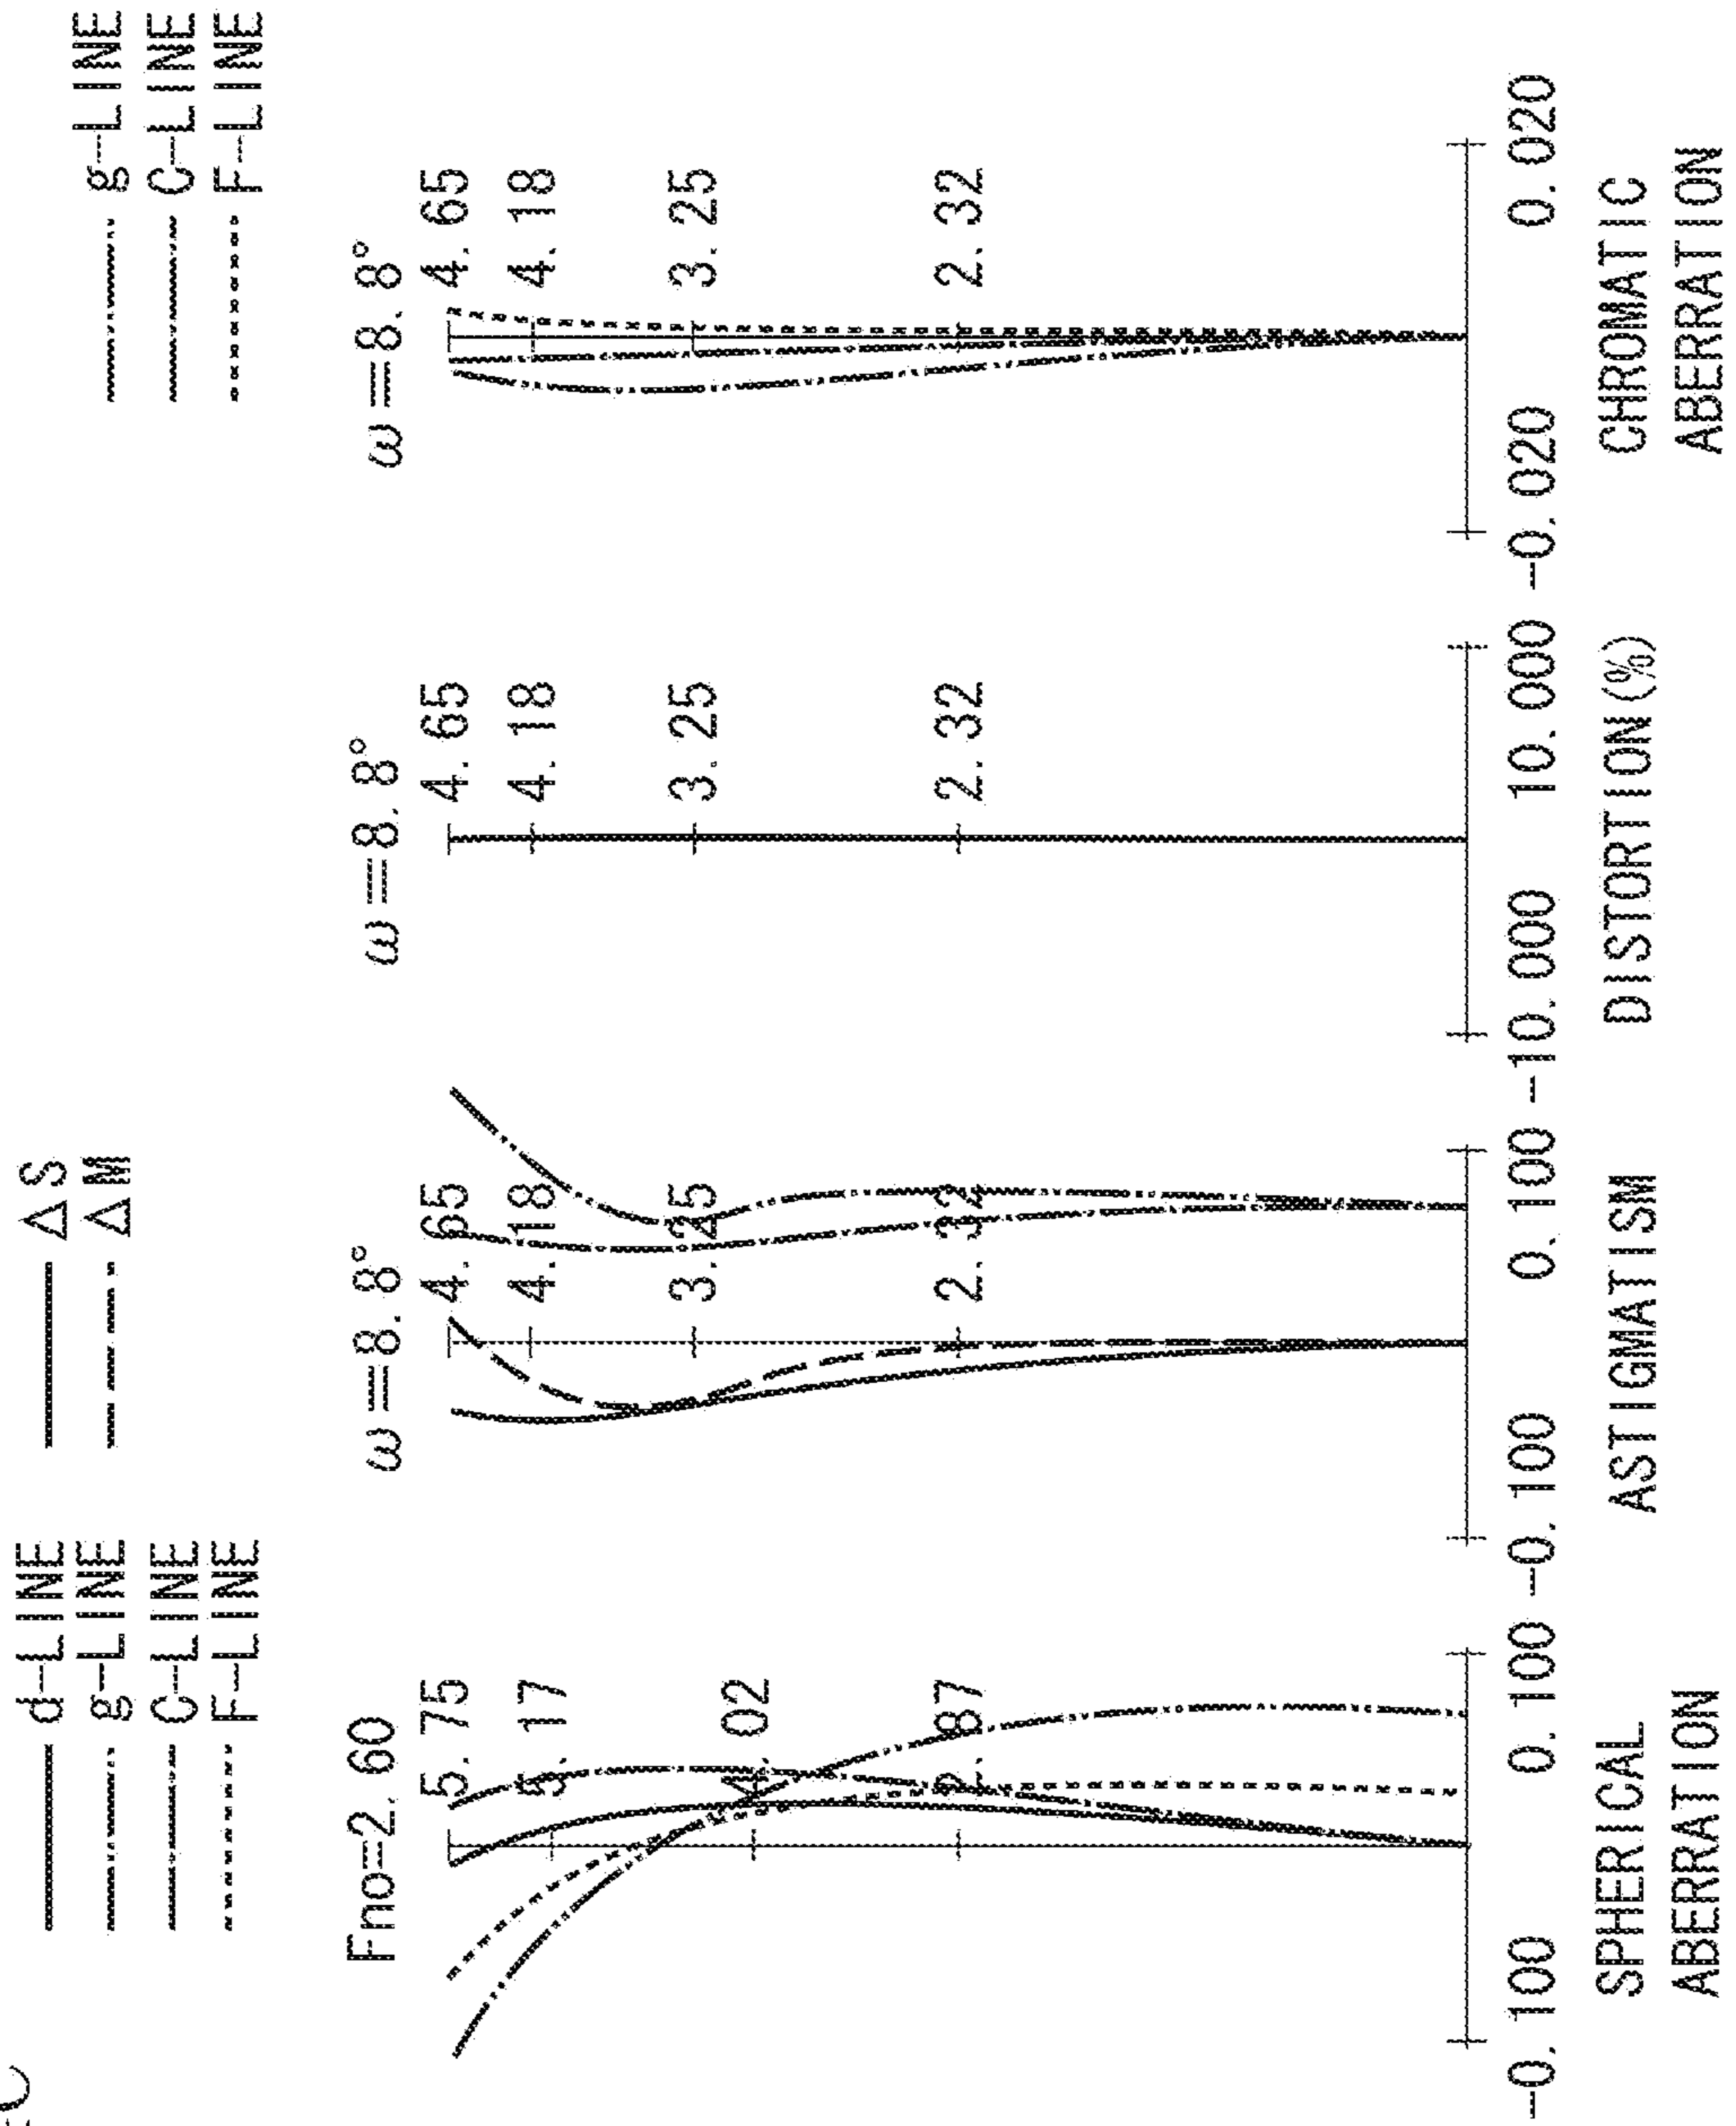 d-LINE
g-LINE
C-LINE
F-LINE
ΔS
ΔM
g-LINE
C-LINE
F-LINE
Fno=2.60
5.75
5.17
4.02
2.87
-0.100
0.100
SPHERICAL
ABERRATION
ω=8.8°
4.65
4.18
3.25
2.32
-0.100
0.100
ASTIGMATISM
ω=8.8°
4.65
4.18
3.25
2.32
-10.000
10.000
DISTORTION(%)
ω=8.8°
4.65
4.18
3.25
2.32
-0.020
0.020
CHROMATIC
ABERRATION